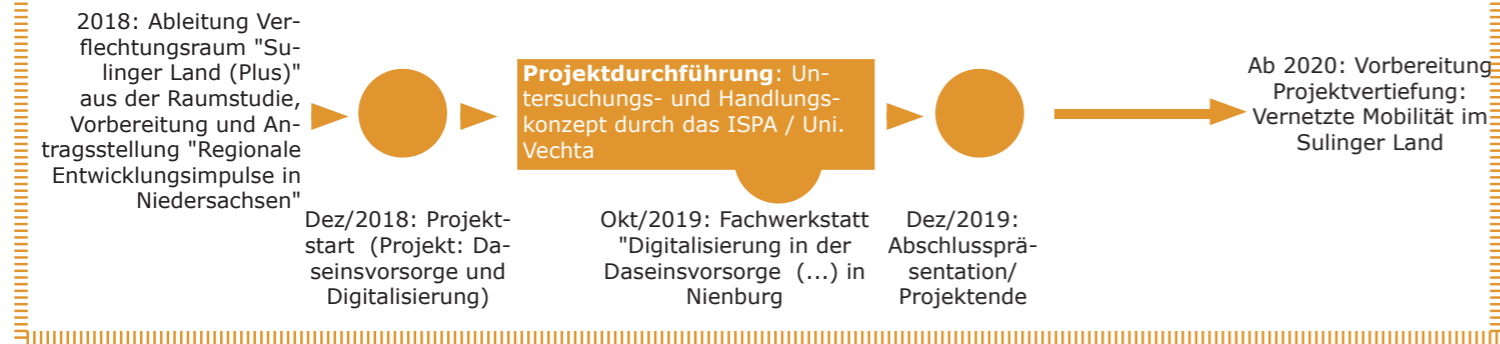 2018: Ableitung Ver-
flechtungsraum "Su-
linger Land (Plus)"
aus der Raumstudie,
Vorbereitung und An-
tragsstellung "Regionale
Entwicklungsimpulse in
Niedersachsen"
Dez/2018: Projekt-
start (Projekt: Da-
seinsvorsorge und
Digitalisierung)
Projektdurchführung: Un-
tersuchungs- und Handlungs-
konzept durch das ISPA / Uni.
Vechta
Okt/2019: Fachwerkstatt
"Digitalisierung in der
Daseinsvorsorge (...) in
Nienburg
Dez/2019:
Abschlussprä-
sentation/
Projektende
Ab 2020: Vorbereitung
Projektvertiefung:
Vernetzte Mobilität im
Sulinger Land